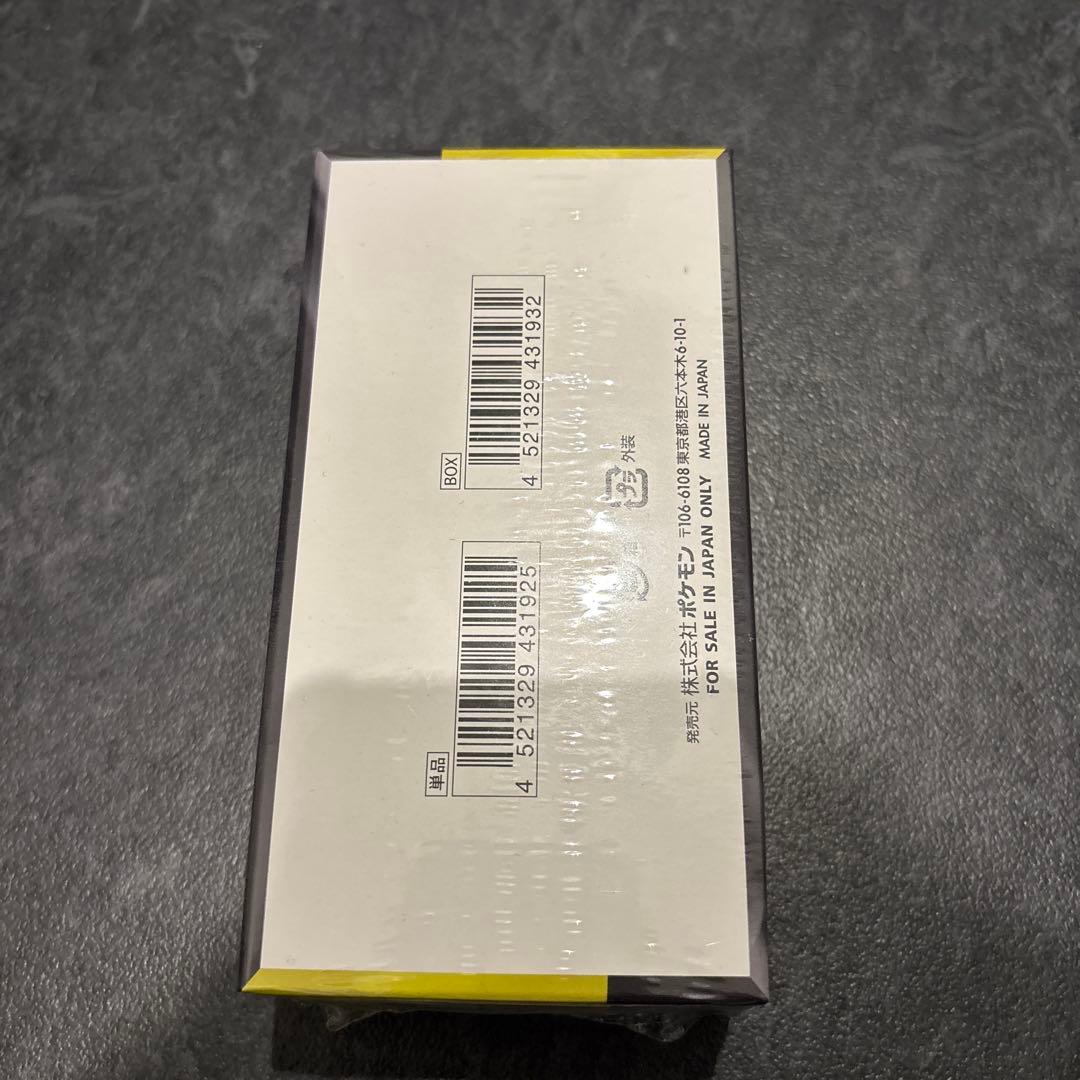 単品
4 521329 431925
BOX
4 521329 431932
プラ 外装
発売元 株式会社 ポケモン 〒106-6108 東京都港区六本木6-10-1
FOR SALE IN JAPAN ONLY MADE IN JAPAN